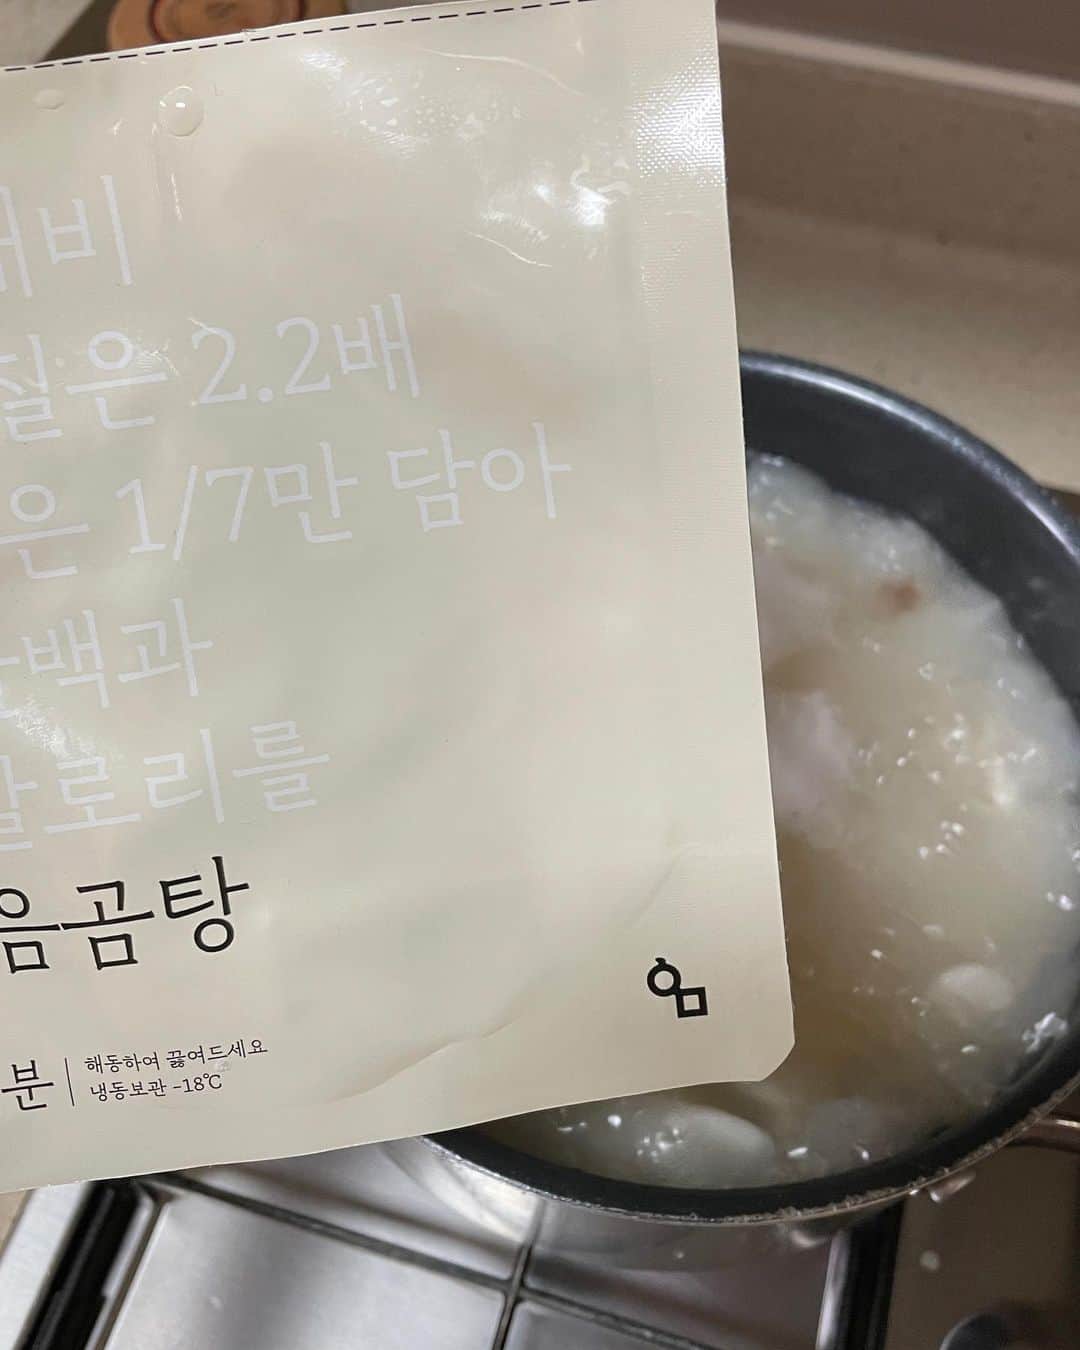 대비
질은 2.2배
은 1/7만 담아
백과
칼로리를
음곰탕
분
해동하여 끓여드세요
냉동보관 -18℃